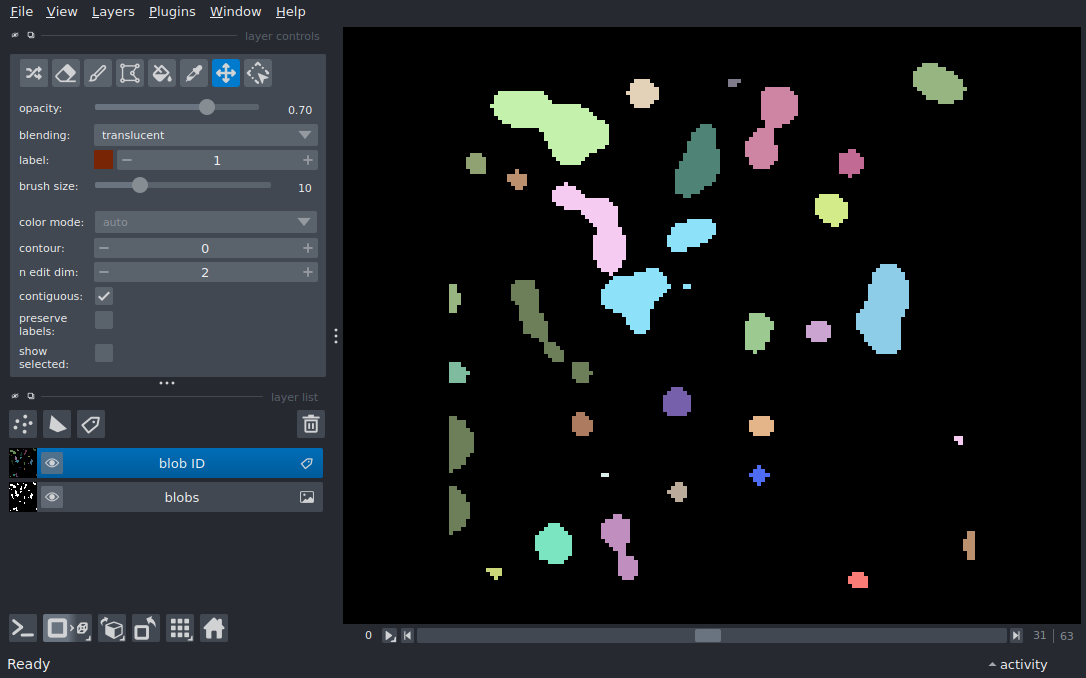 File View Layers Plugins Window Help
layer controls
opacity: 0.70
blending: translucent
label: 1
brush size: 10
color mode: auto
contour: 0
n edit dim: 2
contiguous:
preserve
labels:
show
selected:
layer list
blob ID
blobs
0 31 | 63
Ready activity